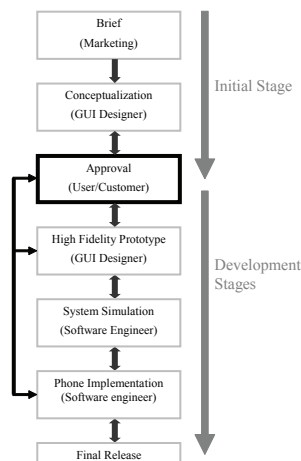 Brief
(Marketing)
Initial Stage
Conceptualization
(GUI Designer)
Approval
(User/Customer)
High Fidelity Prototype
(GUI Designer)
Development
Stages
System Simulation
(Software Engineer)
Phone Implementation
(Software engineer)
Final Release